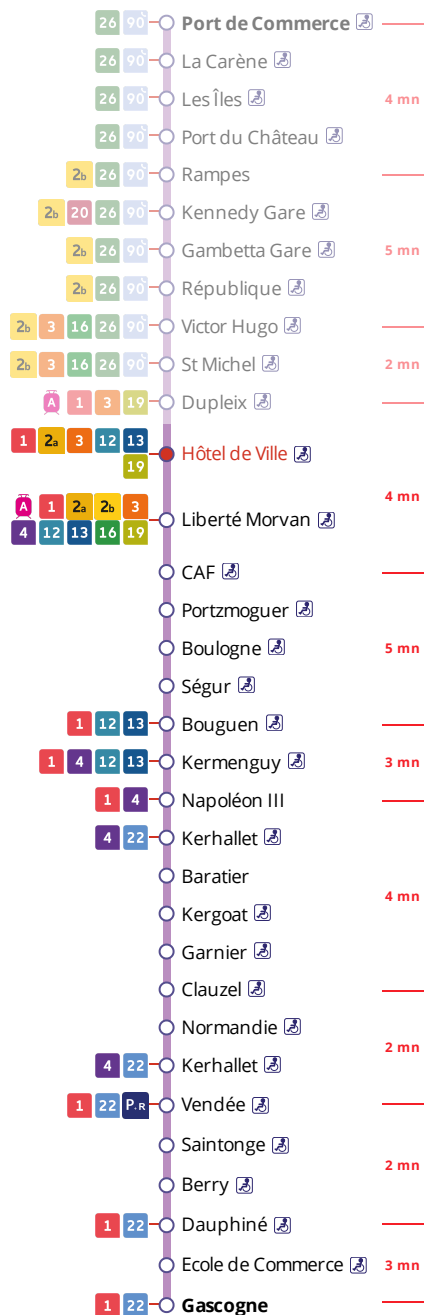 26 90 Port de Commerce
26 90 La Carène
26 90 Les Îles 4 mn
26 90 Port du Château
2b 26 90 Rampes
2b 20 26 90 Kennedy Gare
2b 26 90 Gambetta Gare 5 mn
2b 26 90 République
2b 3 16 26 90 Victor Hugo
2b 3 16 26 90 St Michel 2 mn
A 1 3 19 Dupleix
1 2a 3 12 13
19 Hôtel de Ville
4 mn
A 1 2a 2b 3
4 12 13 16 19 Liberté Morvan
CAF
Portzmoguer
Boulogne 5 mn
Ségur
1 12 13 Bouguen
1 4 12 13 Kermenguy 3 mn
1 4 Napoléon III
4 22 Kerhallet
Baratier
4 mn
Kergoat
Garnier
Clauzel
Normandie
2 mn
4 22 Kerhallet
1 22 P+R Vendée
Saintonge
2 mn
Berry
1 22 Dauphiné
Ecole de Commerce 3 mn
1 22 Gascogne